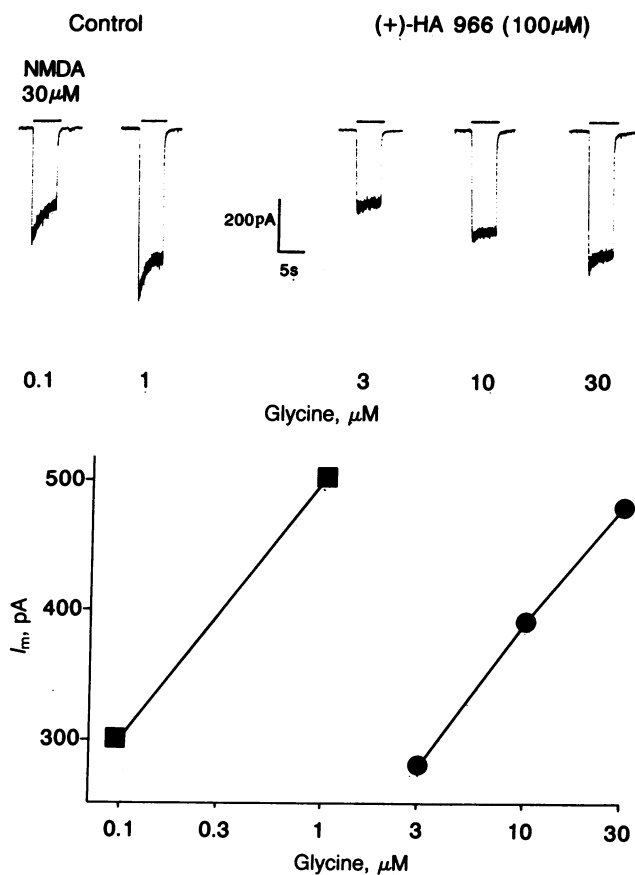 Control
(+)-HA 966 (100μM)
NMDA
30μM
200pA
5s
0.1 1 3 10 30
Glycine, μM
500
400
300
Im, pA
0.1 0.3 1 3 10 30
Glycine, μM